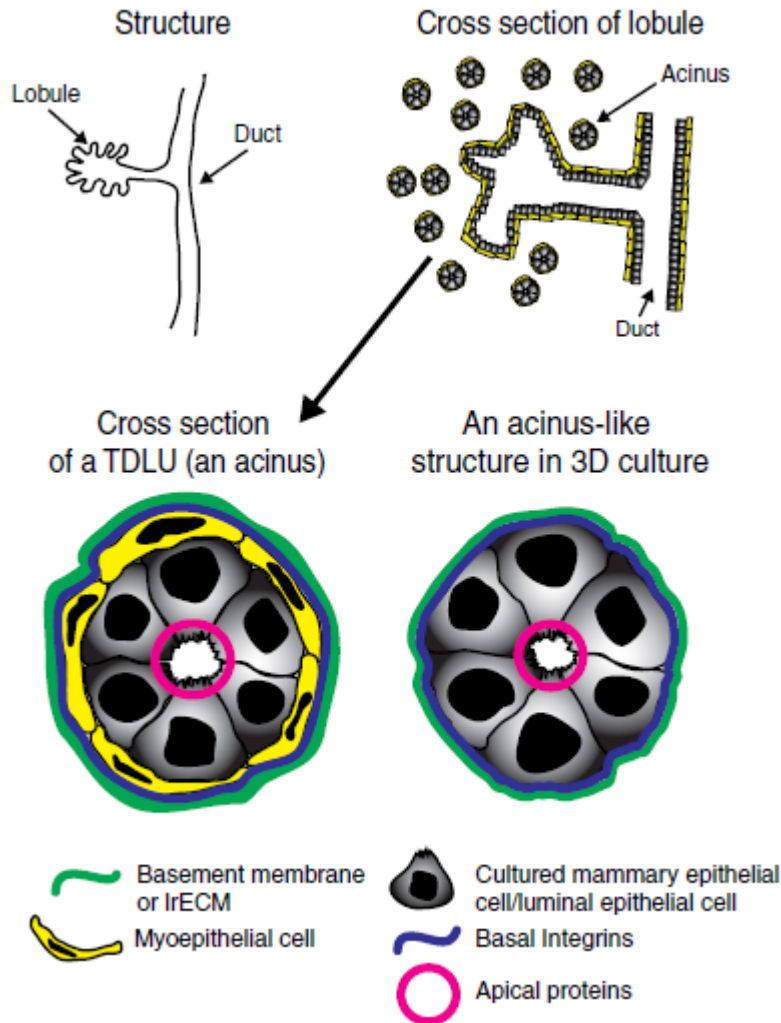 Structure
Cross section of lobule
Lobule
Duct
Acinus
Duct
Cross section
of a TDLU (an acinus)
An acinus-like
structure in 3D culture
Basement membrane
or IrECM
Myoepithelial cell
Cultured mammary epithelial
cell/luminal epithelial cell
Basal Integrins
Apical proteins